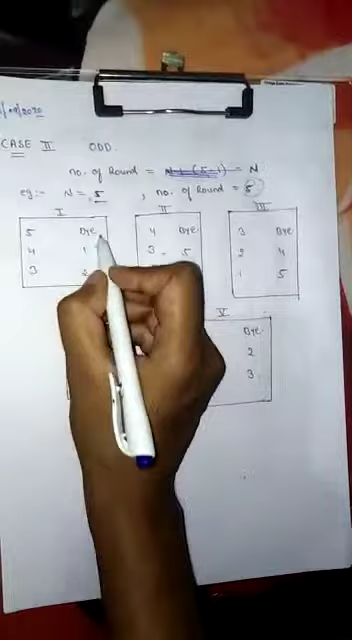 CASE II ODD.
no. of Round = N
eg:- N = 5, no. of Round = 5
I II III
5 Bye 4 Bye 3 Bye
4 1 3 - 5 2 4
3 2 1 5
V
Bye
2
3